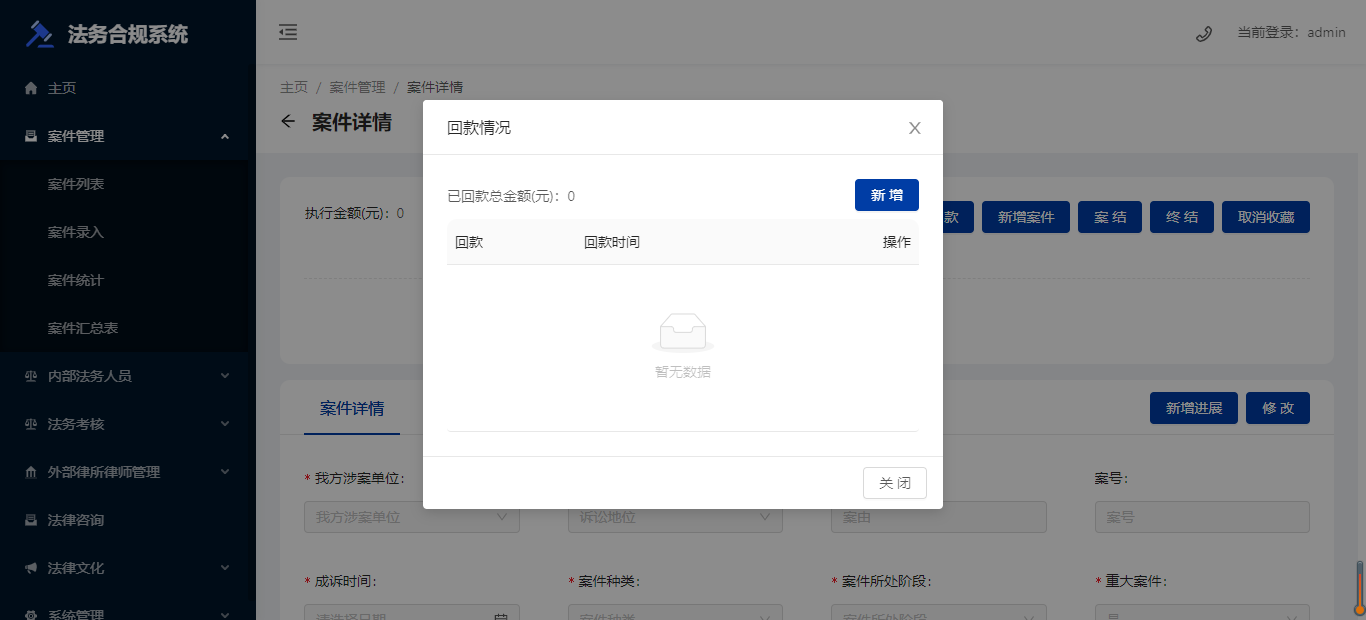 法务合规系统
当前登录：admin
主页
案件管理
案件列表
案件录入
案件统计
案件汇总表
内部法务人员
法务考核
外部律所律师管理
法律咨询
法律文化
系统管理
主页 / 案件管理 / 案件详情
案件详情
执行金额(元)：0
款 新增案件 案 结 终 结 取消收藏
回款情况
已回款总金额(元)：0 新 增
回款 回款时间 操作
暂无数据
关 闭
案件详情
新增进展 修 改
* 我方涉案单位: 案号:
我方涉案单位 诉讼地位 案由 案号
* 成诉时间: * 案件种类: * 案件所处阶段: * 重大案件:
请选择日期 案件种类 案件所处阶段 是